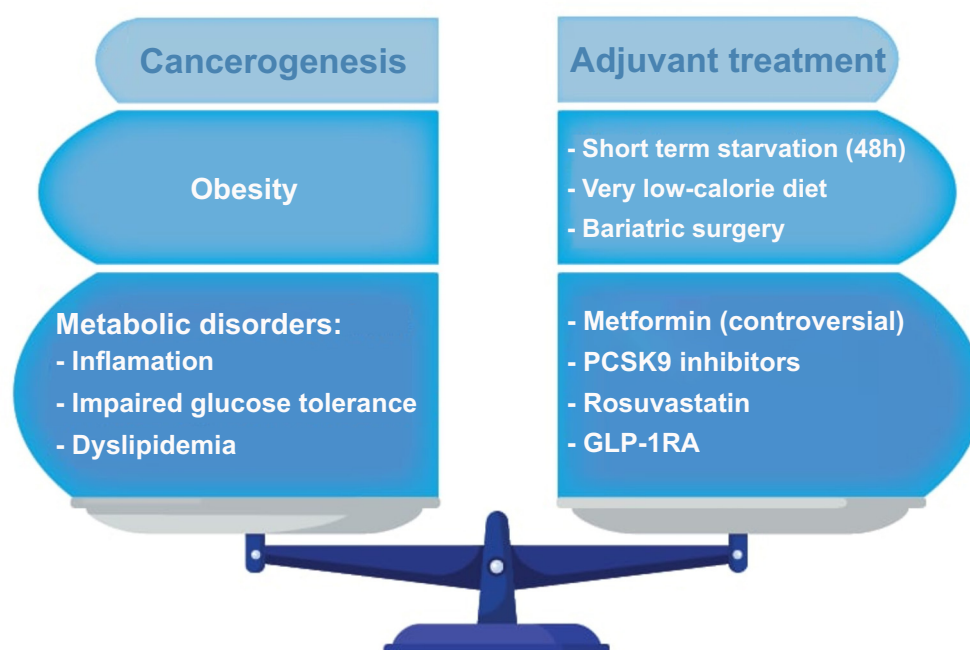 Cancerogenesis
Obesity
Metabolic disorders:
- Inflamation
- Impaired glucose tolerance
- Dyslipidemia
Adjuvant treatment
- Short term starvation (48h)
- Very low-calorie diet
- Bariatric surgery
- Metformin (controversial)
- PCSK9 inhibitors
- Rosuvastatin
- GLP-1RA